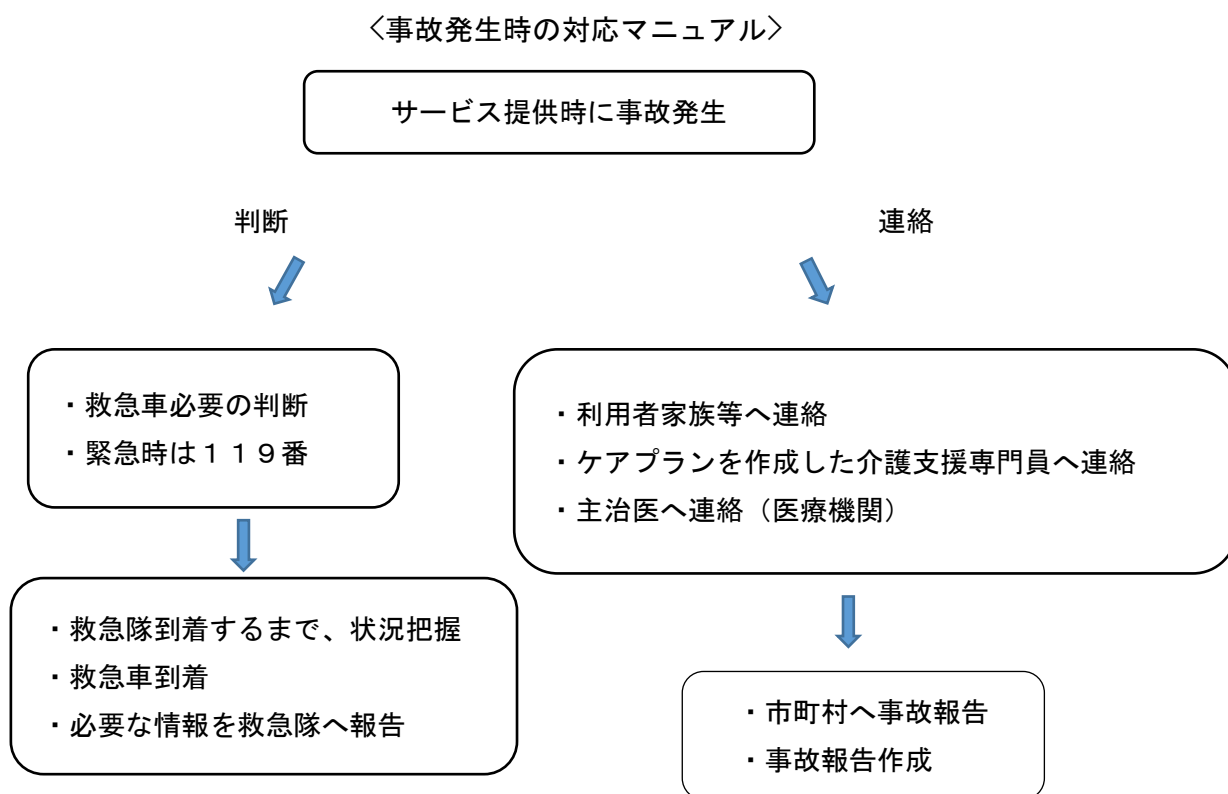 〈事故発生時の対応マニュアル〉
サービス提供時に事故発生
判断
連絡
・救急車必要の判断
・緊急時は１１９番
・利用者家族等へ連絡
・ケアプランを作成した介護支援専門員へ連絡
・主治医へ連絡（医療機関）
・救急隊到着するまで、状況把握
・救急車到着
・必要な情報を救急隊へ報告
・市町村へ事故報告
・事故報告作成